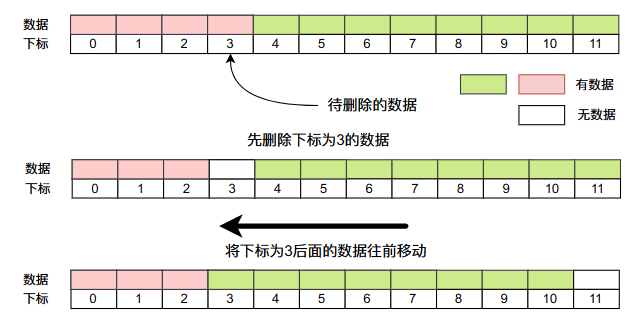 数据
下标 0 1 2 3 4 5 6 7 8 9 10 11
待删除的数据
有数据
无数据
先删除下标为3的数据
数据
下标 0 1 2 3 4 5 6 7 8 9 10 11
将下标为3后面的数据往前移动
数据
下标 0 1 2 3 4 5 6 7 8 9 10 11